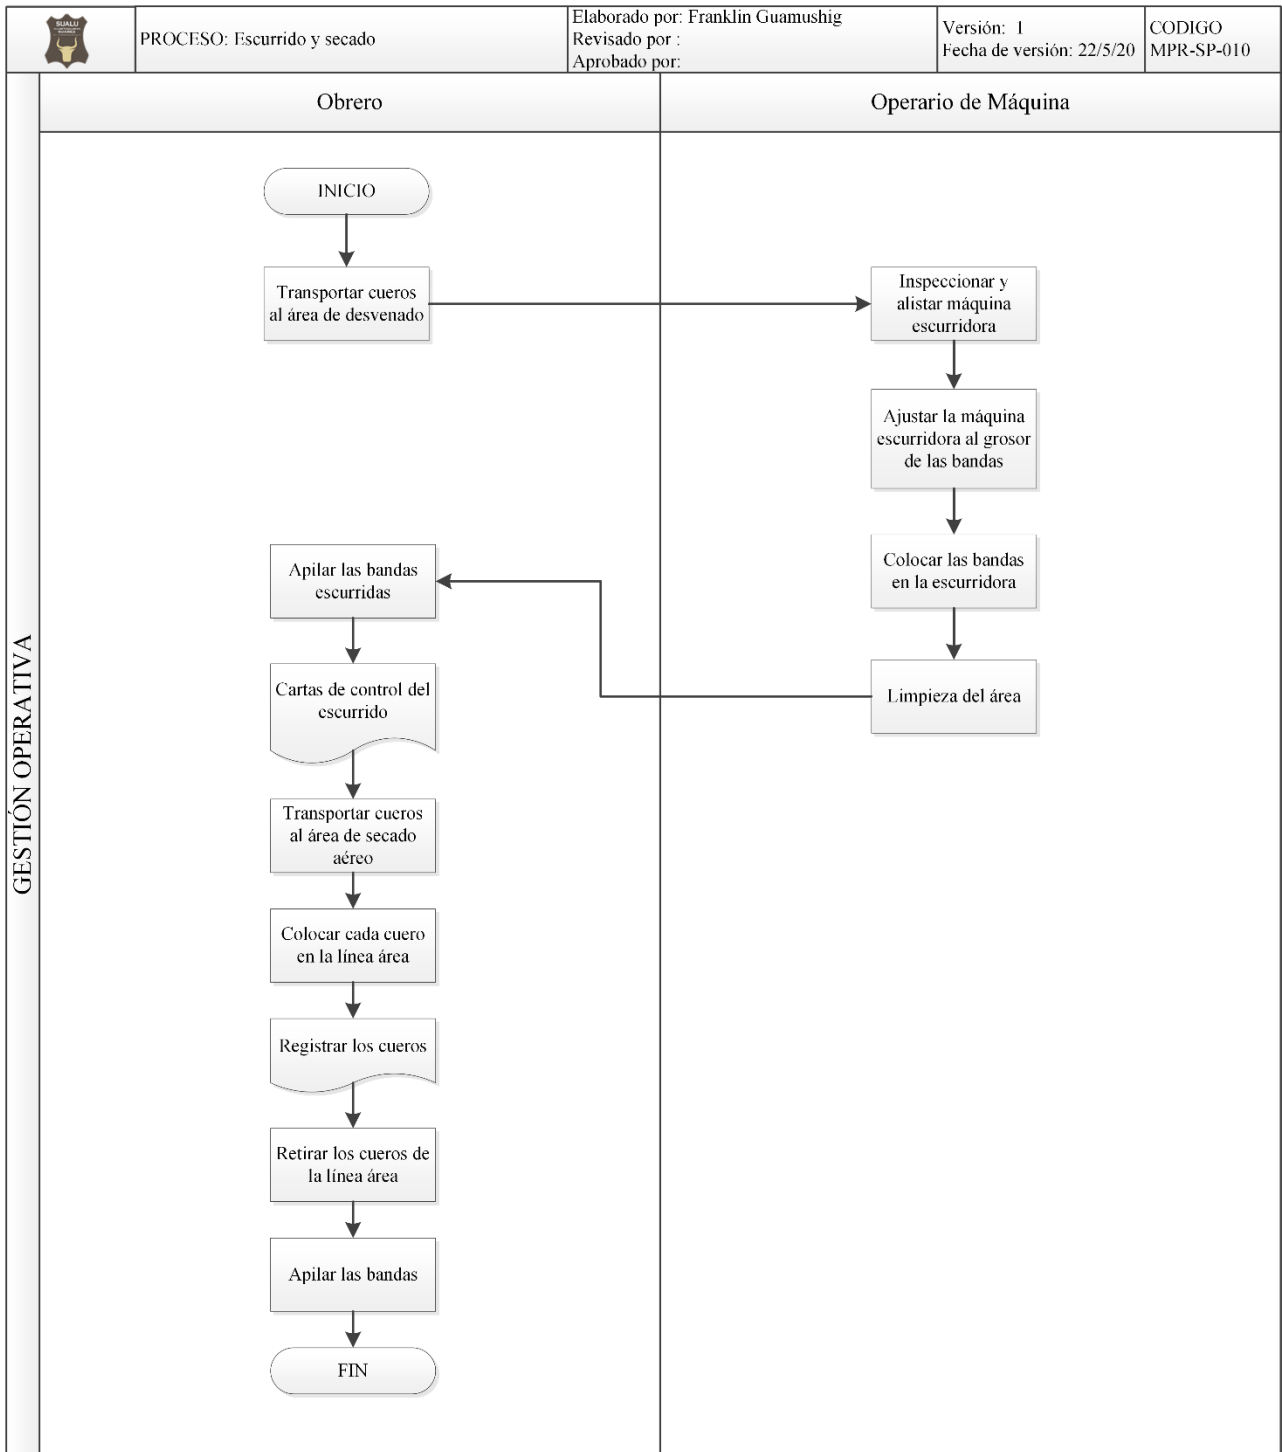 SUALU
PROCESO: Escurrido y secado
Elaborado por: Franklin Guamushig
Revisado por :
Aprobado por:
Versión:  1
Fecha de versión: 22/5/20
CODIGO
MPR-SP-010
GESTIÓN OPERATIVA
Obrero
Operario de Máquina
INICIO
Transportar cueros
al área de desvenado
Inspeccionar y
alistar máquina
escurridora
Ajustar la máquina
escurridora al grosor
de las bandas
Colocar las bandas
en la escurridora
Limpieza del área
Apilar las bandas
escurridas
Cartas de control del
escurrido
Transportar cueros
al área de secado
aéreo
Colocar cada cuero
en la línea área
Registrar los cueros
Retirar los cueros de
la línea área
Apilar las bandas
FIN